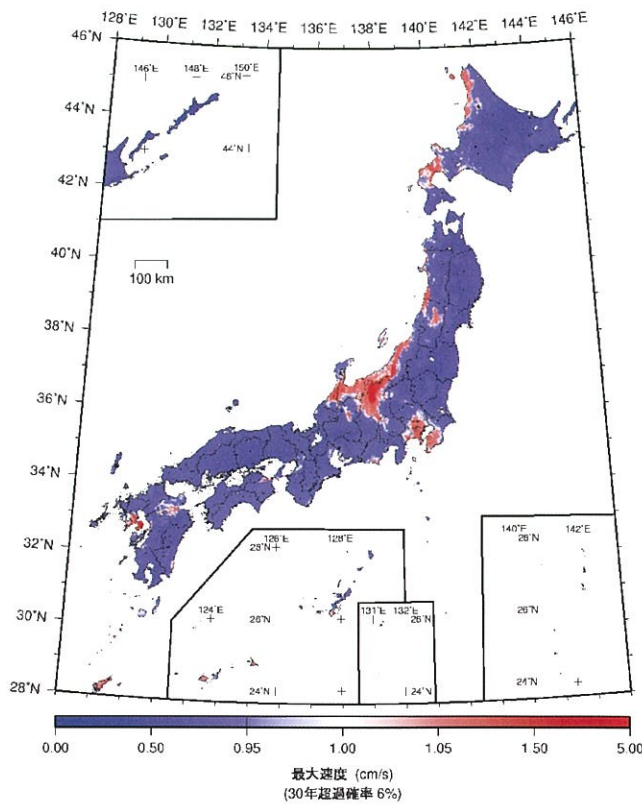 128°E 130°E 132°E 134°E 136°E 138°E 140°E 142°E 144°E 146°E
46°N
146°E 148°E 150°E
46°N
44°N
44°N
42°N
40°N
100 km
38°N
36°N
34°N
32°N
126°E 128°E
28°N
140°E 142°E
28°N
30°N
124°E
26°N
131°E 132°E
26°N
26°N
28°N
24°N
24°N
24°N
0.00 0.50 0.95 1.00 1.05 1.50 5.00
最大速度 (cm/s)
(30年超過確率 6%)